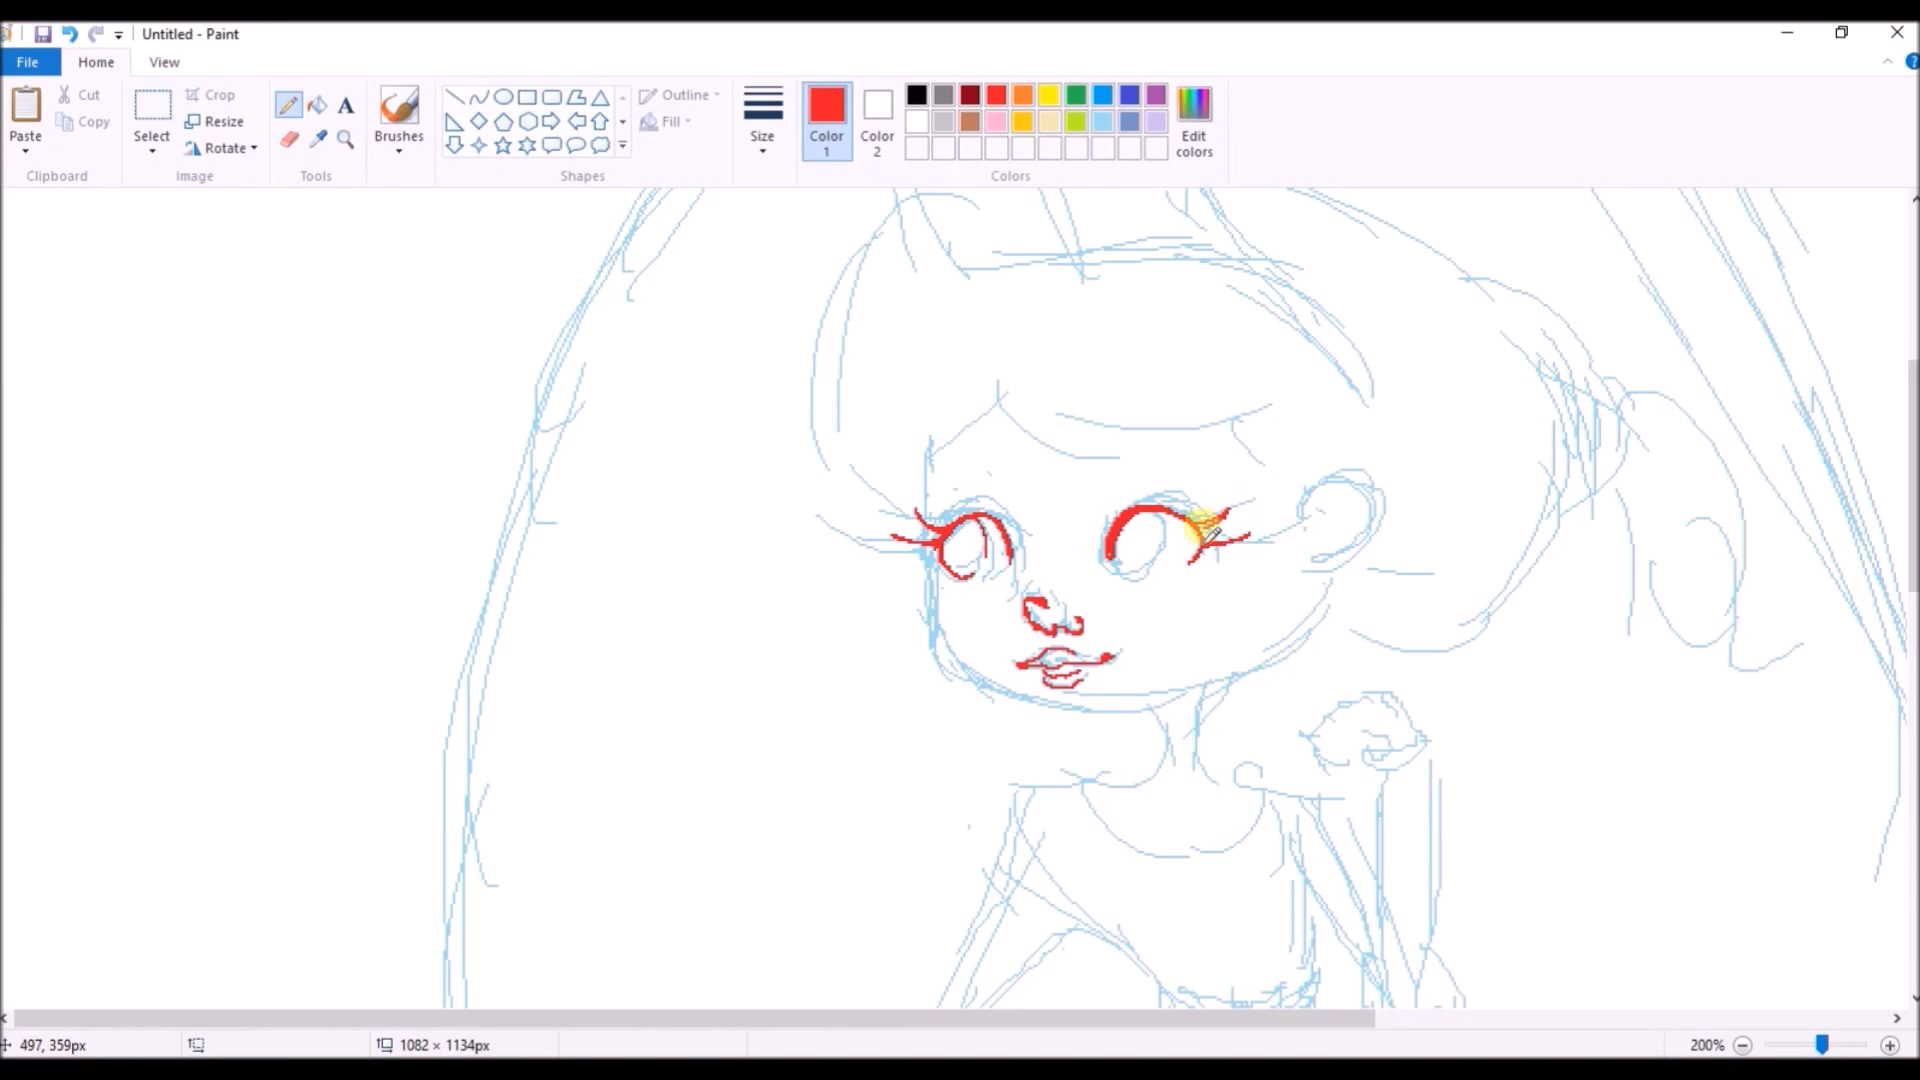 Untitled - Paint
File Home View
Paste
Cut
Copy
Clipboard
Select
Crop
Resize
Rotate
Image
A
Tools
Brushes
Shapes
Outline
Fill
Size
Color 1
Color 2
Edit colors
Colors
?
497, 359px
1082 × 1134px
200%